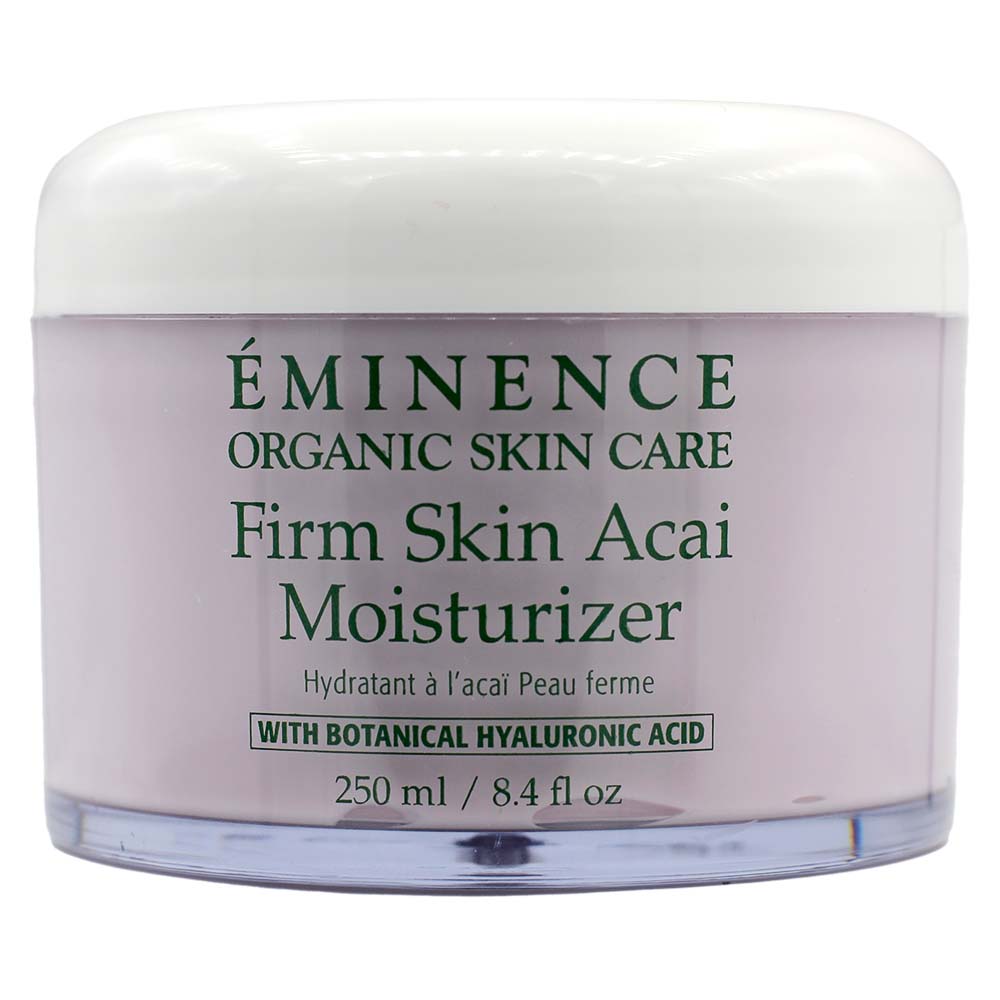 ÉMINENCE
ORGANIC SKIN CARE
Firm Skin Acai
Moisturizer
Hydratant à l'acaï Peau ferme
WITH BOTANICAL HYALURONIC ACID
250 ml / 8.4 fl oz